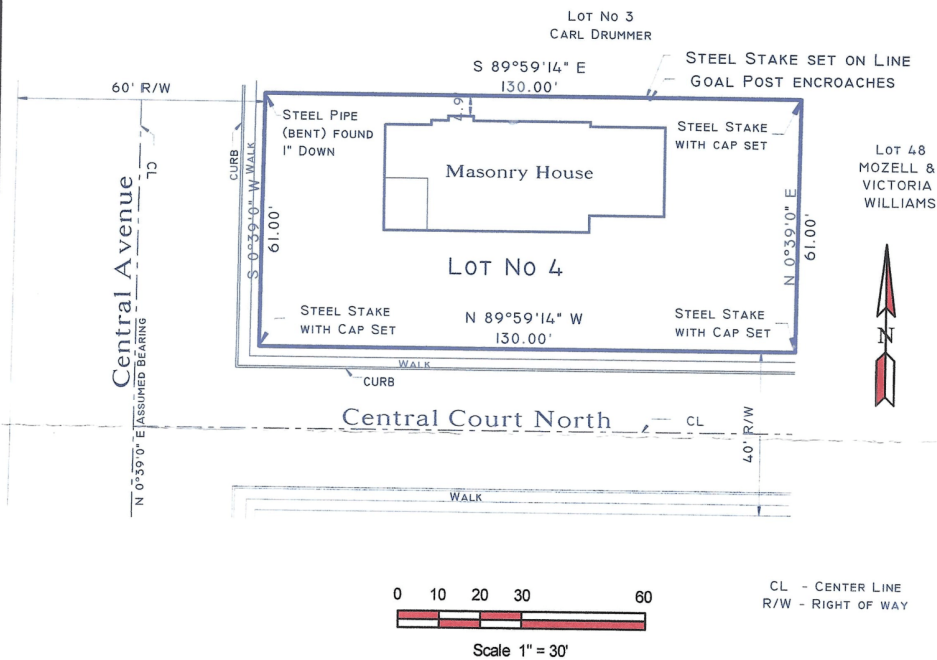 Lot No 3
Carl Drummer
S 89°59'14" E
130.00'
Steel Stake set on Line
Goal Post Encroaches
60' R/W
Steel Pipe
(bent) found
1" Down
4.9'
Steel Stake
with cap set
Lot 48
Mozell &
Victoria
Williams
CL
Curb
Walk
S 0°39'0" W
61.00'
Masonry House
N 0°39'0" E
61.00'
Central Avenue
N 0°39'0" E Assumed Bearing
Lot No 4
Steel Stake
with Cap Set
N 89°59'14" W
130.00'
Steel Stake
with Cap Set
N
Walk
Curb
Central Court North
CL
40' R/W
Walk
0 10 20 30 60
Scale 1" = 30'
CL - Center Line
R/W - Right of Way